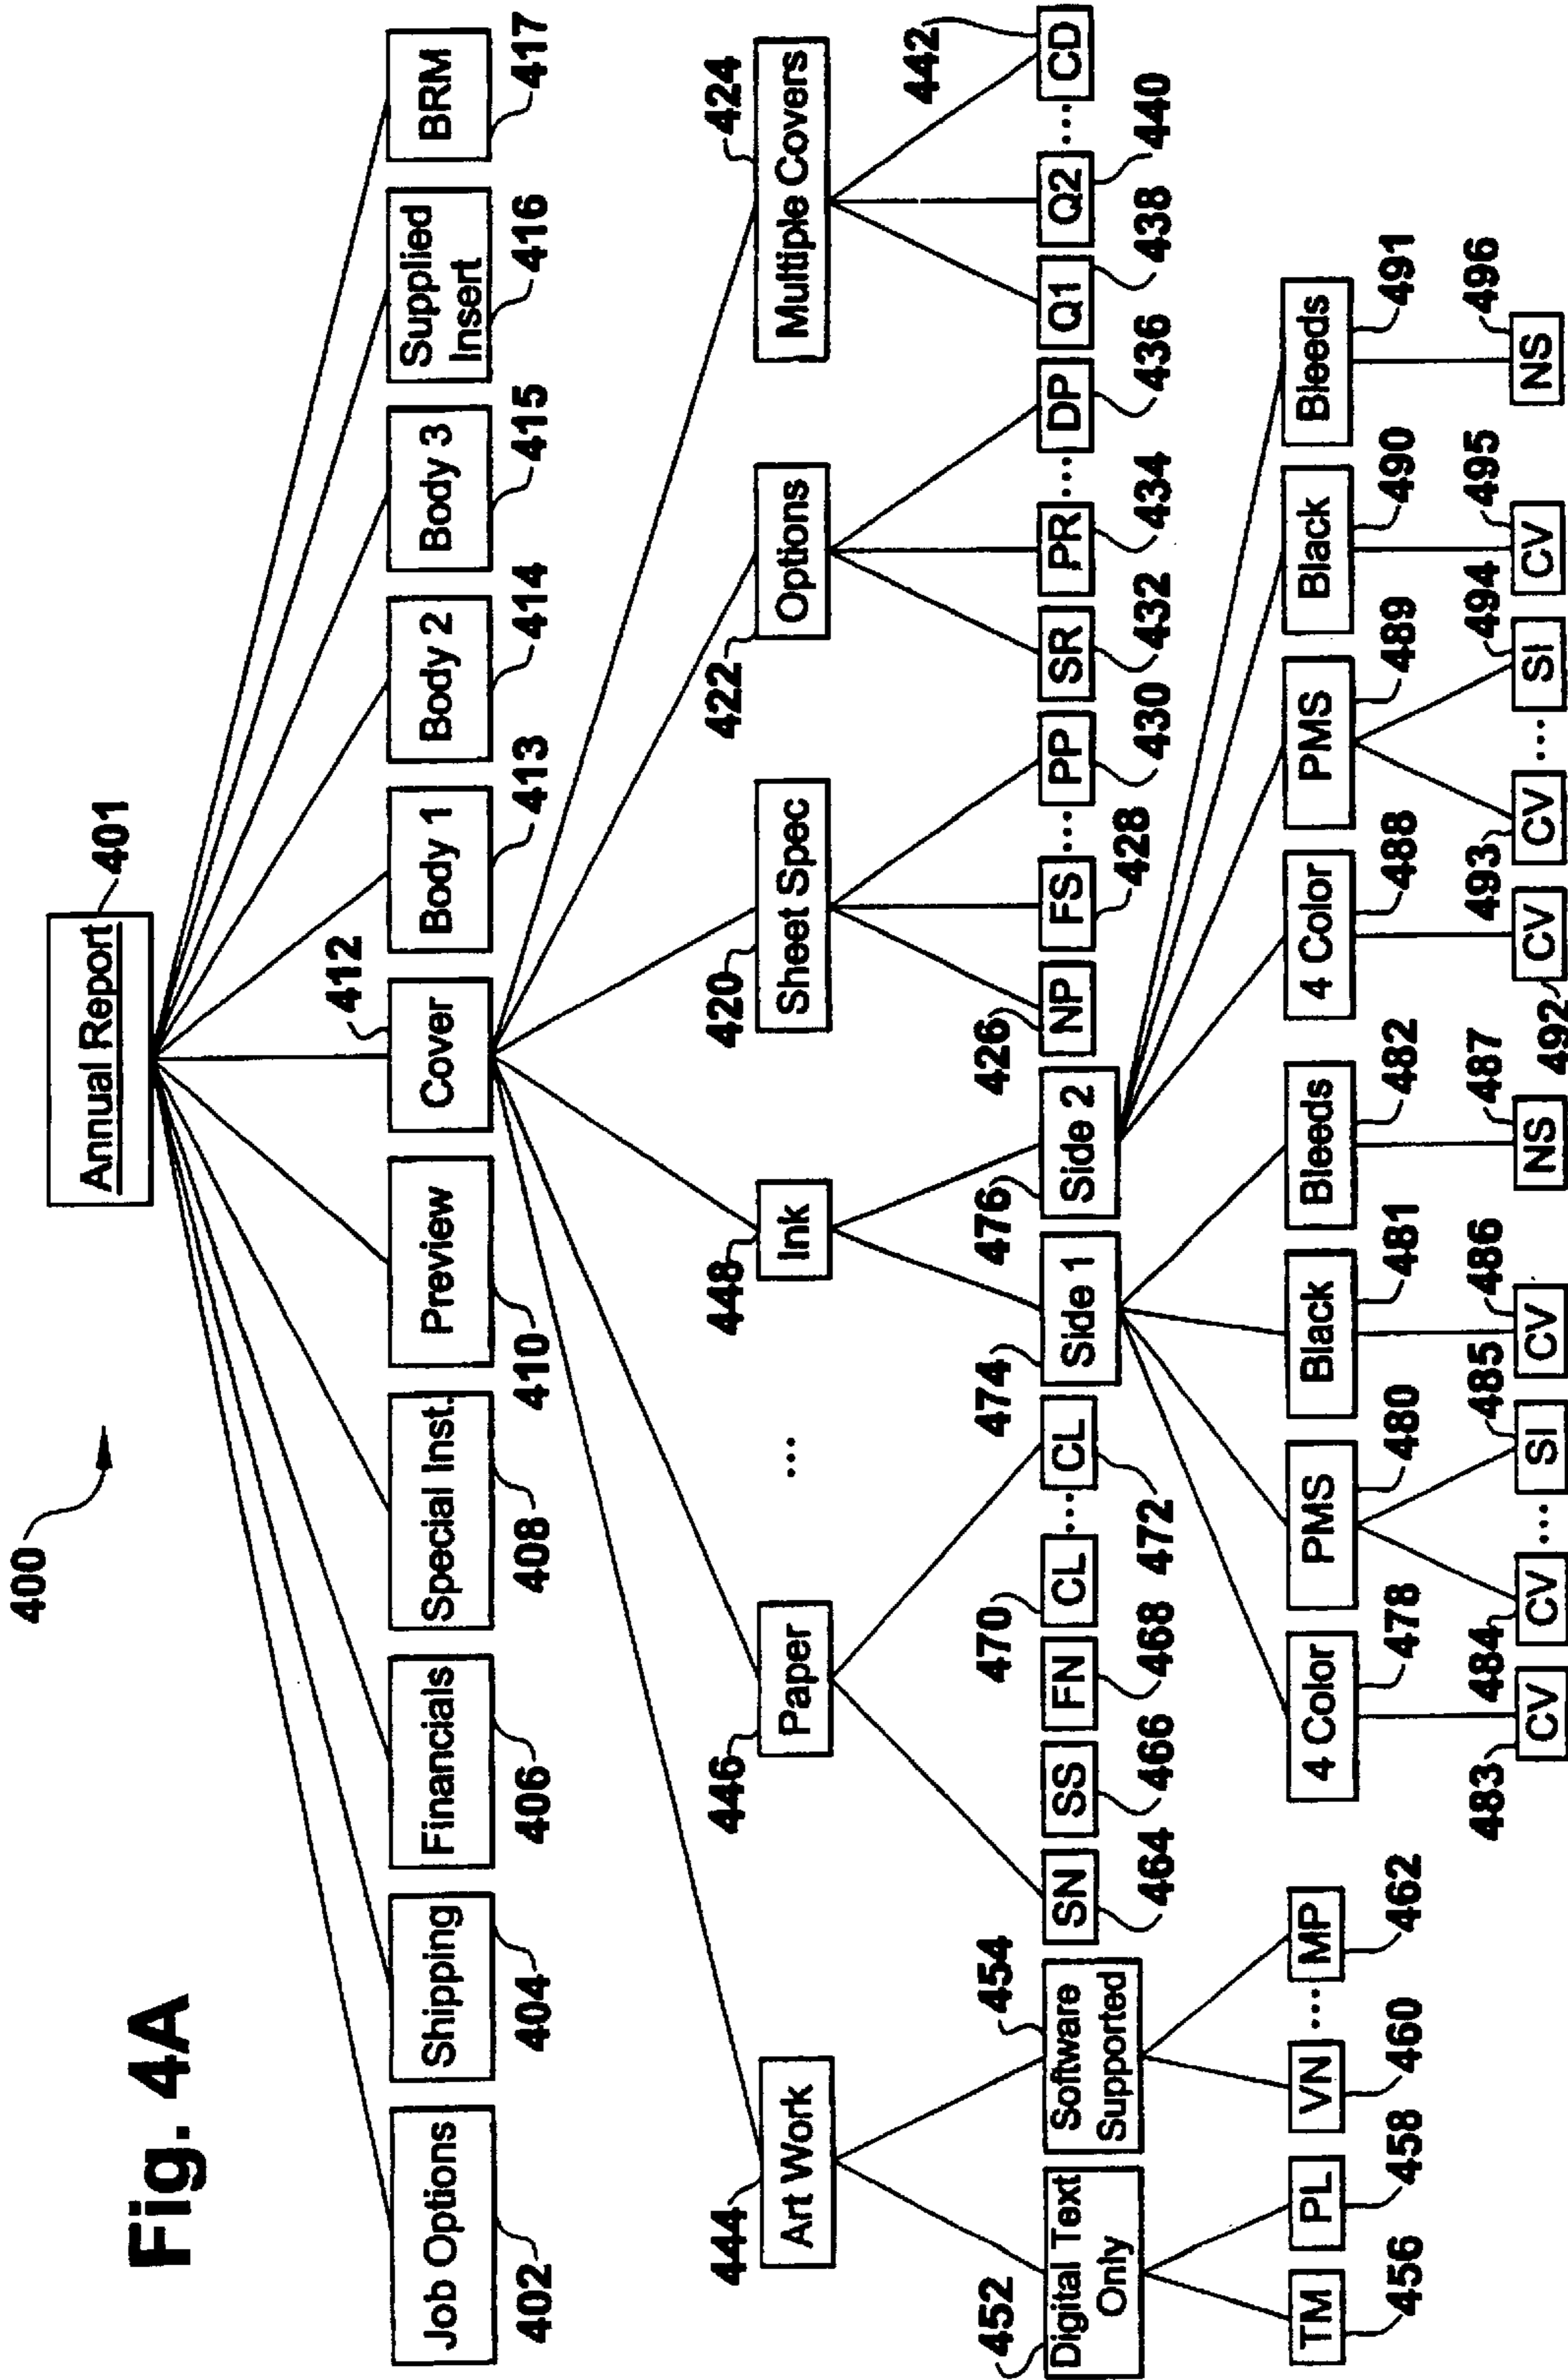 Fig. 4A
400
Annual Report
401
Job Options
402
Shipping
404
Financials
406
Special Inst.
408
Preview
410
Cover
412
Body 1
413
Body 2
414
Body 3
415
Supplied
Insert
416
BRM
417
444
Art Work
446
Paper
...
448
Ink
420
Sheet Spec
422
Options
424
Multiple Covers
452
Digital Text
Only
454
Software
Supported
SN
464
SS
466
FN
468
470
CL
...
CL
472
474
Side 1
476
Side 2
426
NP
FS
428
...
PP
430
SR
432
PR
434
...
DP
436
Q1
438
Q2
440
...
CD
442
TM
456
PL
458
VN
460
...
MP
462
4 Color
478
PMS
480
Black
481
Bleeds
482
4 Color
488
PMS
489
Black
490
Bleeds
491
483
CV
484
CV
...
SI
485
CV
486
NS
487
492
CV
493
CV
...
SI
494
CV
495
NS
496